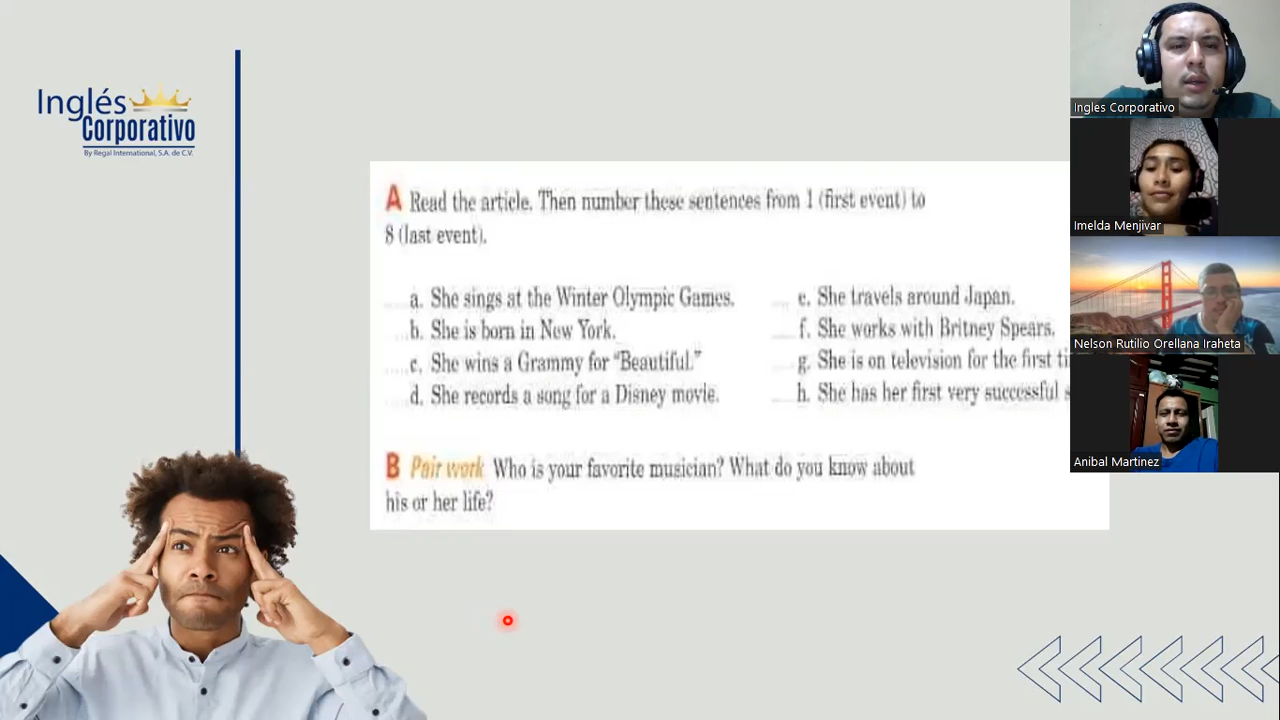 Inglés
Corporativo
By Regal International, S.A. de C.V.
A Read the article. Then number these sentences from 1 (first event) to
8 (last event).
a. She sings at the Winter Olympic Games.
b. She is born in New York.
c. She wins a Grammy for "Beautiful."
d. She records a song for a Disney movie.
e. She travels around Japan.
f. She works with Britney Spears.
g. She is on television for the first
h. She has her first very successful
B Pair work Who is your favorite musician? What do you know about
his or her life?
Ingles Corporativo
Imelda Menjivar
Nelson Rutilio Orellana Iraheta
Anibal Martinez